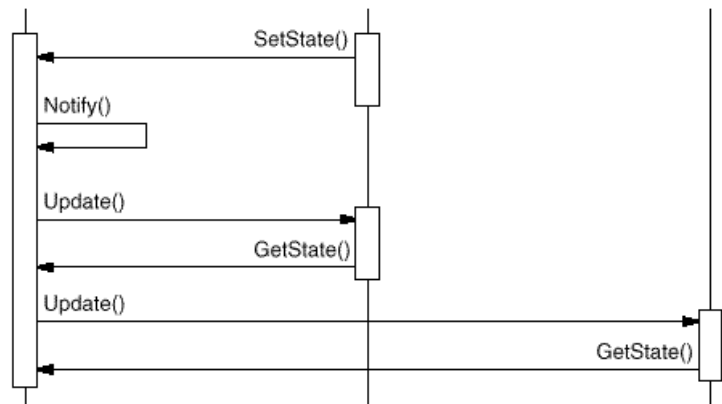 SetState()
Notify()
Update()
GetState()
Update()
GetState()